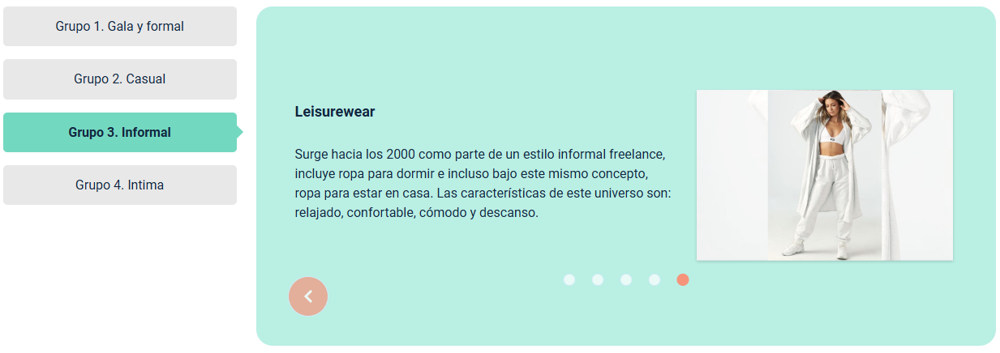 Grupo 1. Gala y formal
Grupo 2. Casual
Grupo 3. Informal
Grupo 4. Intima
Leisurewear
Surge hacia los 2000 como parte de un estilo informal freelance,
incluye ropa para dormir e incluso bajo este mismo concepto,
ropa para estar en casa. Las características de este universo son:
relajado, confortable, cómodo y descanso.